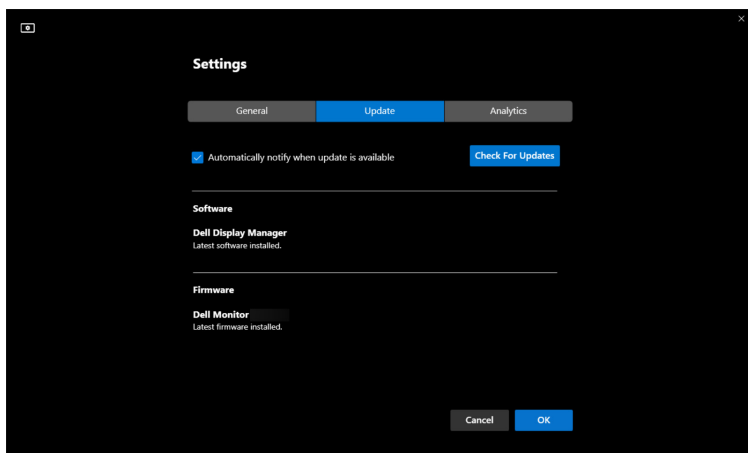 Settings
General Update Analytics
Automatically notify when update is available Check For Updates
Software
Dell Display Manager
Latest software installed.
Firmware
Dell Monitor
Latest firmware installed.
Cancel OK